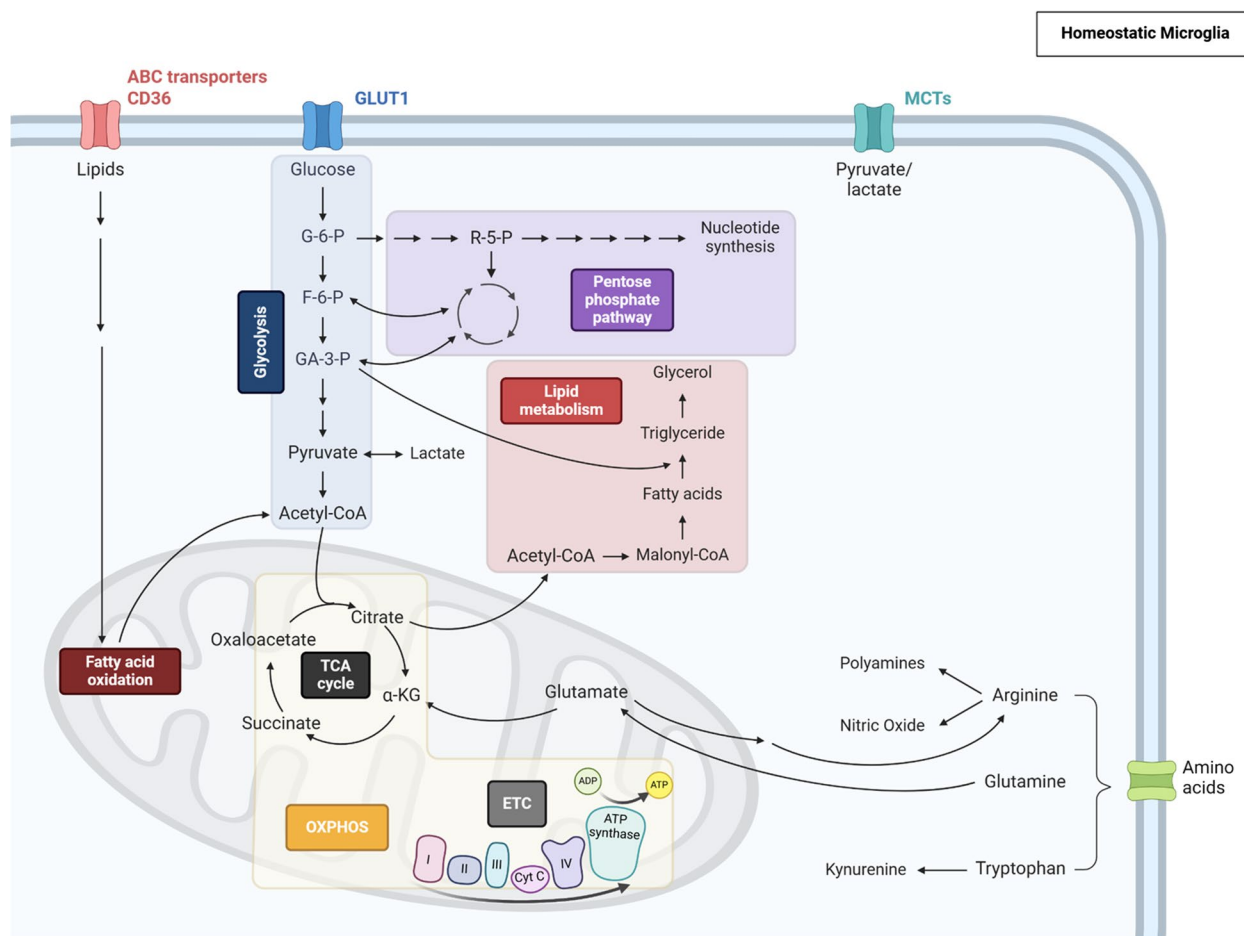 Homeostatic Microglia
ABC transporters
CD36
GLUT1
MCTs
Lipids
Glucose
Pyruvate/
lactate
G-6-P
R-5-P
Nucleotide
synthesis
Pentose
phosphate
pathway
F-6-P
Glycolysis
GA-3-P
Lipid
metabolism
Glycerol
Triglyceride
Pyruvate
Lactate
Fatty acids
Acetyl-CoA
Acetyl-CoA
Malonyl-CoA
Citrate
Oxaloacetate
Fatty acid
oxidation
TCA
cycle
α-KG
Succinate
Glutamate
Polyamines
Arginine
Nitric Oxide
Glutamine
Amino
acids
ADP
ATP
ETC
OXPHOS
ATP
synthase
I
II
III
Cyt C
IV
Kynurenine
Tryptophan